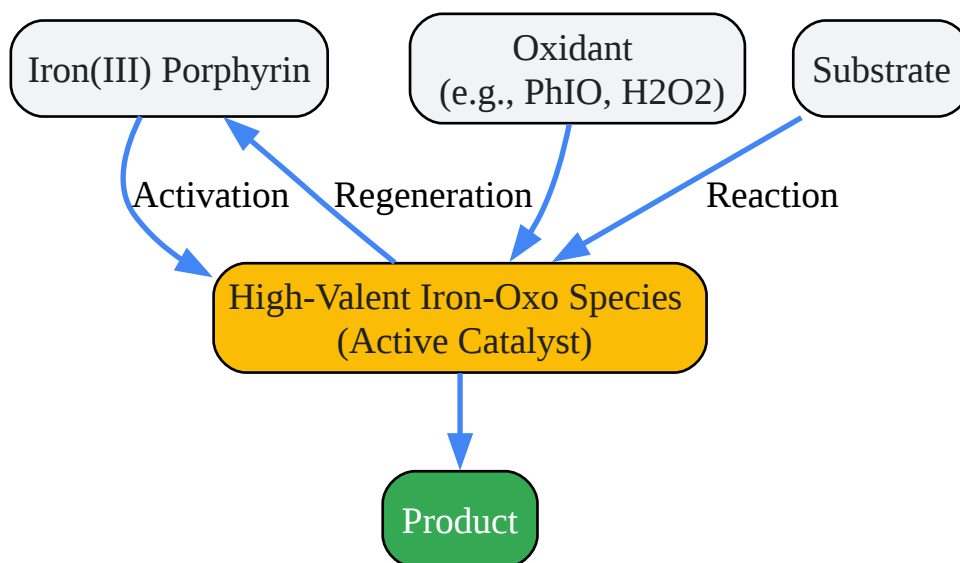 Iron(III) Porphyrin
Oxidant
(e.g., PhIO, H2O2)
Substrate
Activation
Regeneration
Reaction
High-Valent Iron-Oxo Species
(Active Catalyst)
Product